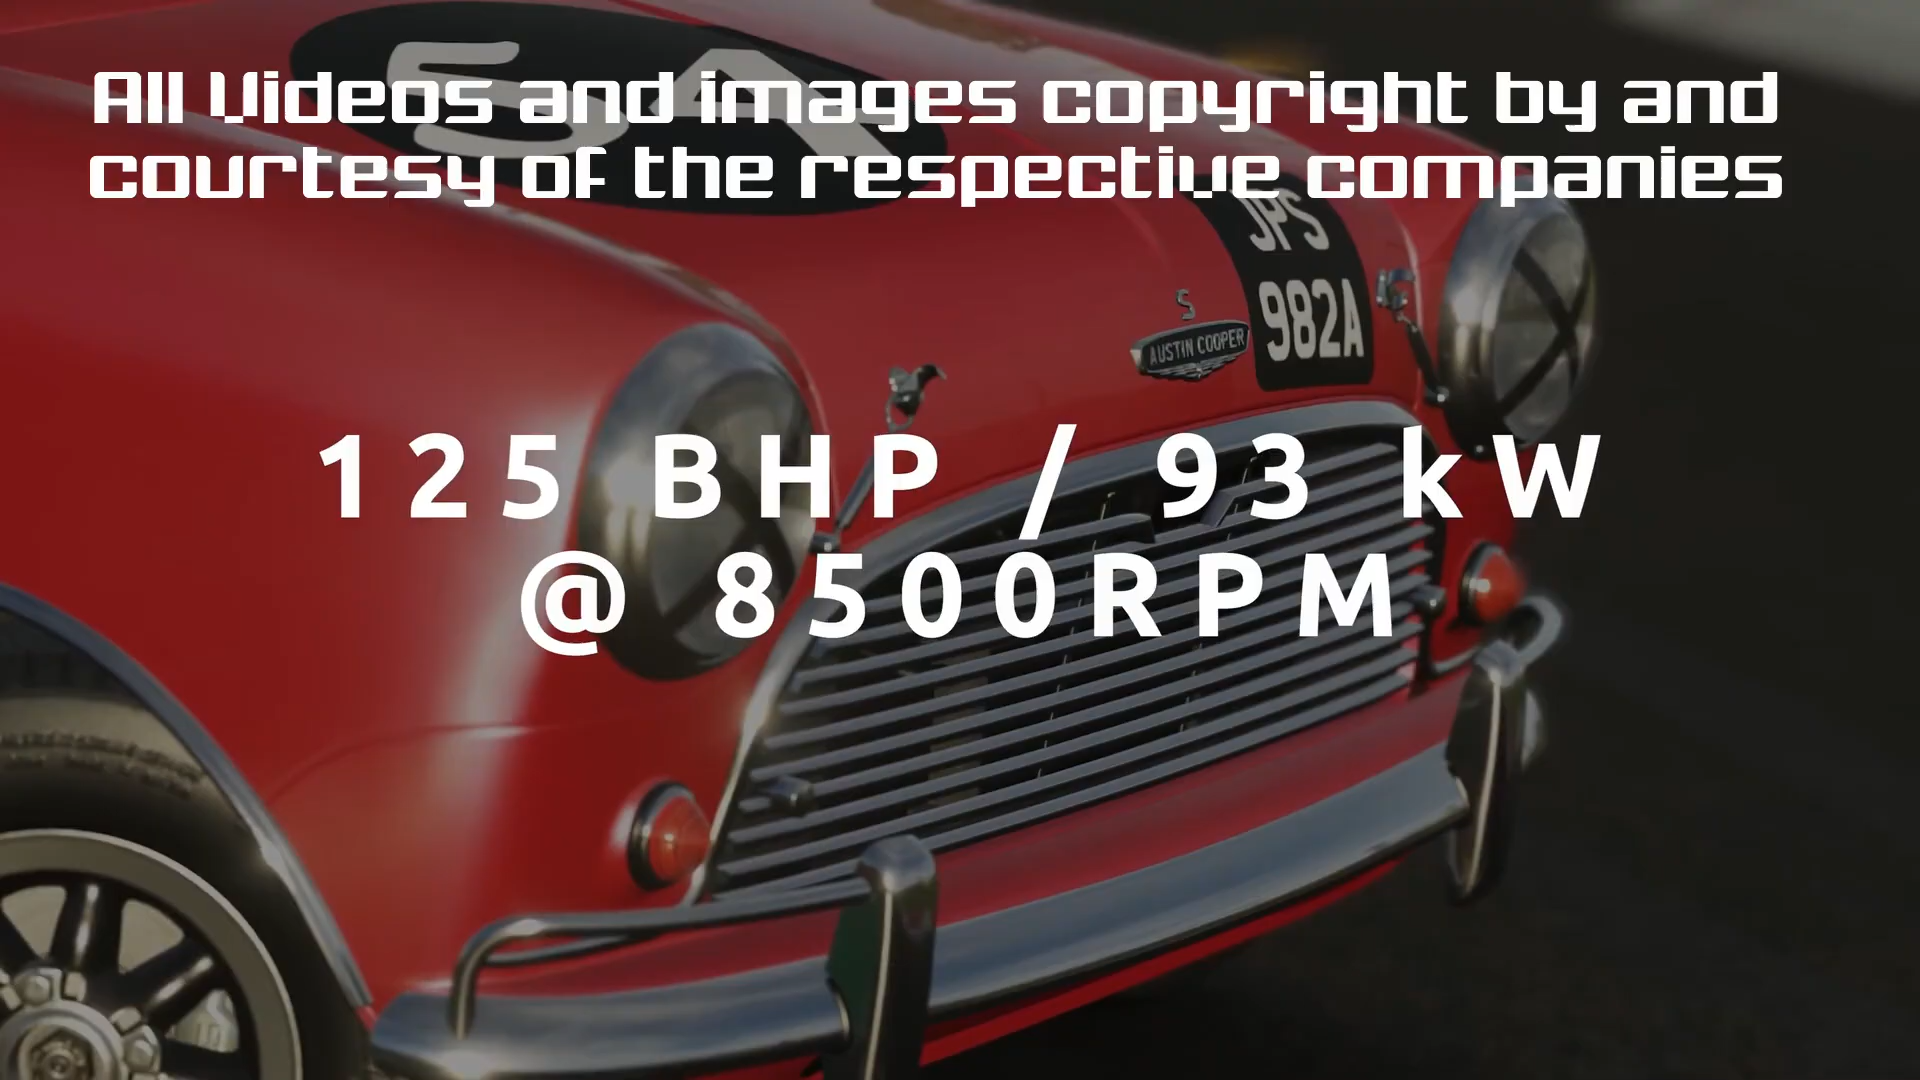 5A
All Videos and images copyright by and
courtesy of the respective companies
JPS
982A
S
AUSTIN COOPER
125 BHP / 93 kW
@ 8500RPM